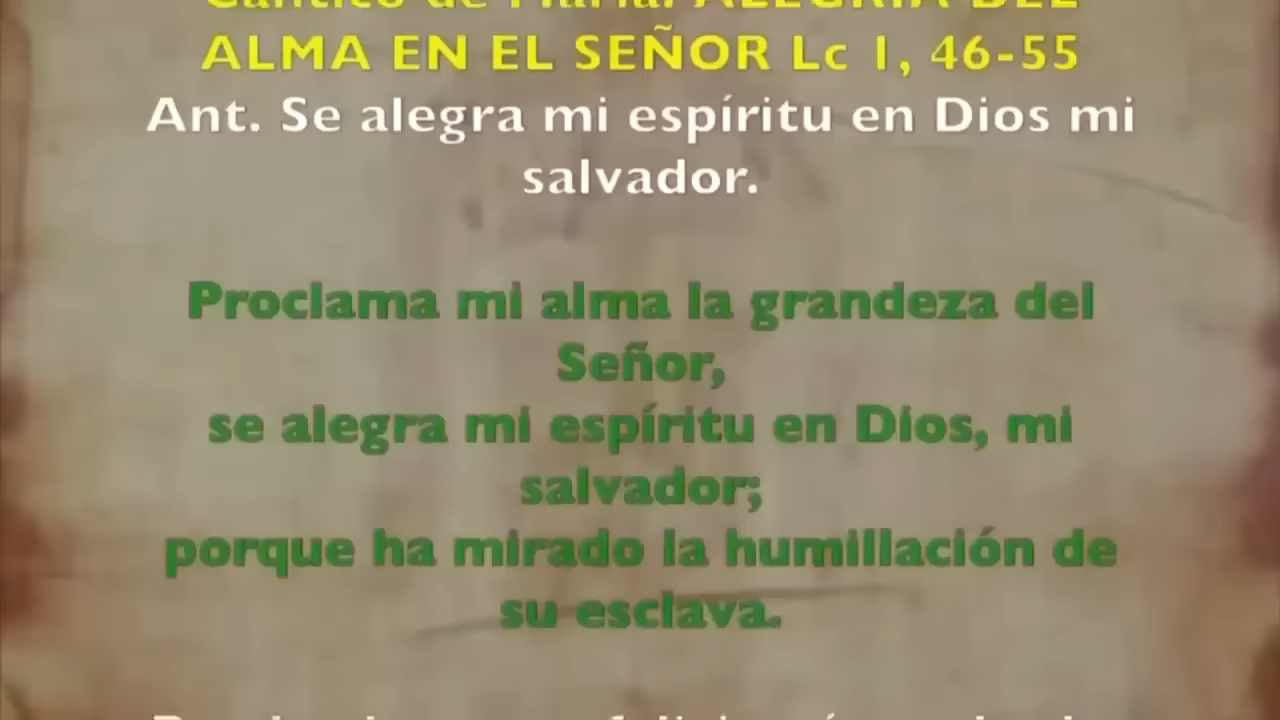 Cántico de María. ALEGRÍA DEL
ALMA EN EL SEÑOR Lc 1, 46-55
Ant. Se alegra mi espíritu en Dios mi
salvador.
Proclama mi alma la grandeza del
Señor,
se alegra mi espíritu en Dios, mi
salvador;
porque ha mirado la humillación de
su esclava.